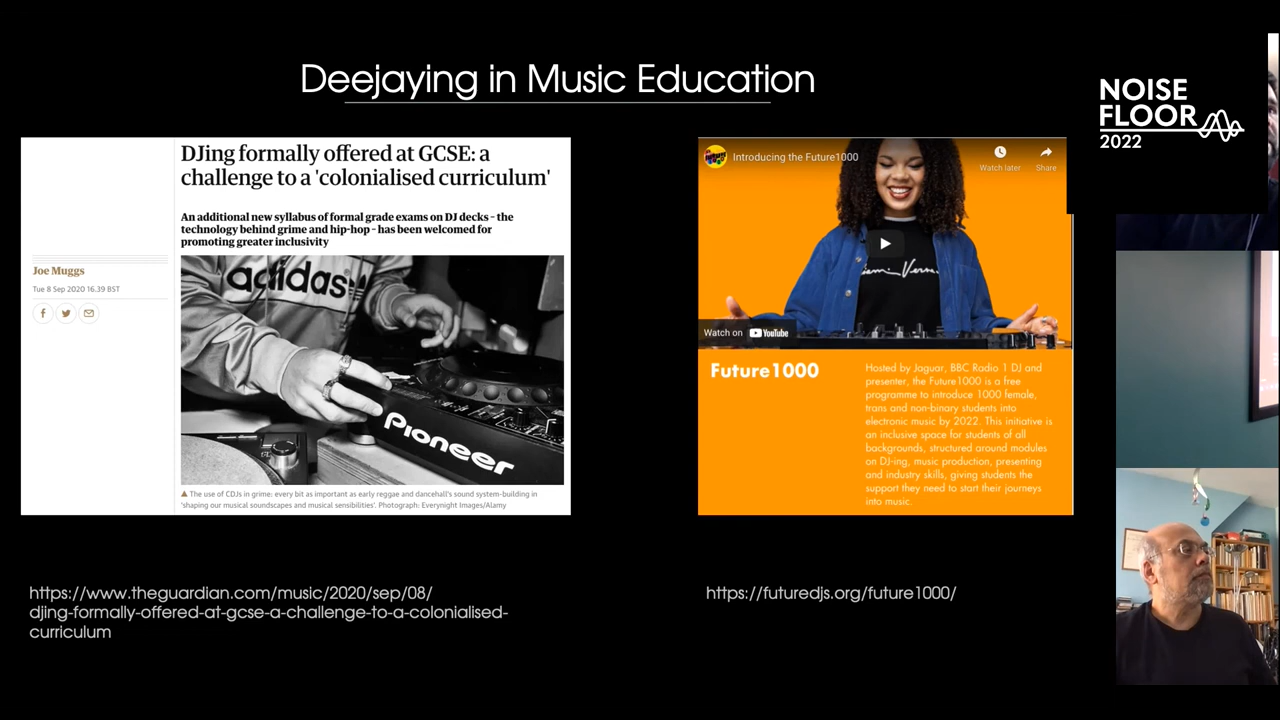 Deejaying in Music Education
NOISE
FLOOR
2022
DJing formally offered at GCSE: a
challenge to a 'colonialised curriculum'
An additional new syllabus of formal grade exams on DJ decks – the
technology behind grime and hip-hop – has been welcomed for
promoting greater inclusivity
Joe Muggs
Tue 8 Sep 2020 16.39 BST
adidas
Pioneer
The use of CDJs in grime: every bit as important as early reggae and dancehall's sound system-building in
'shaping our musical soundscapes and musical sensibilities'. Photograph: Everynight Images/Alamy
Introducing the Future1000
Watch later
Share
Watch on YouTube
Future1000
Hosted by Jaguar, BBC Radio 1 DJ and
presenter, the Future1000 is a free
programme to introduce 1000 female,
trans and non-binary students into
electronic music by 2022. This initiative is
an inclusive space for students of all
backgrounds, structured around modules
on DJ-ing, music production, presenting
and industry skills, giving students the
support they need to start their journeys
into music.
https://www.theguardian.com/music/2020/sep/08/
djing-formally-offered-at-gcse-a-challenge-to-a-colonialised-
curriculum
https://futuredjs.org/future1000/